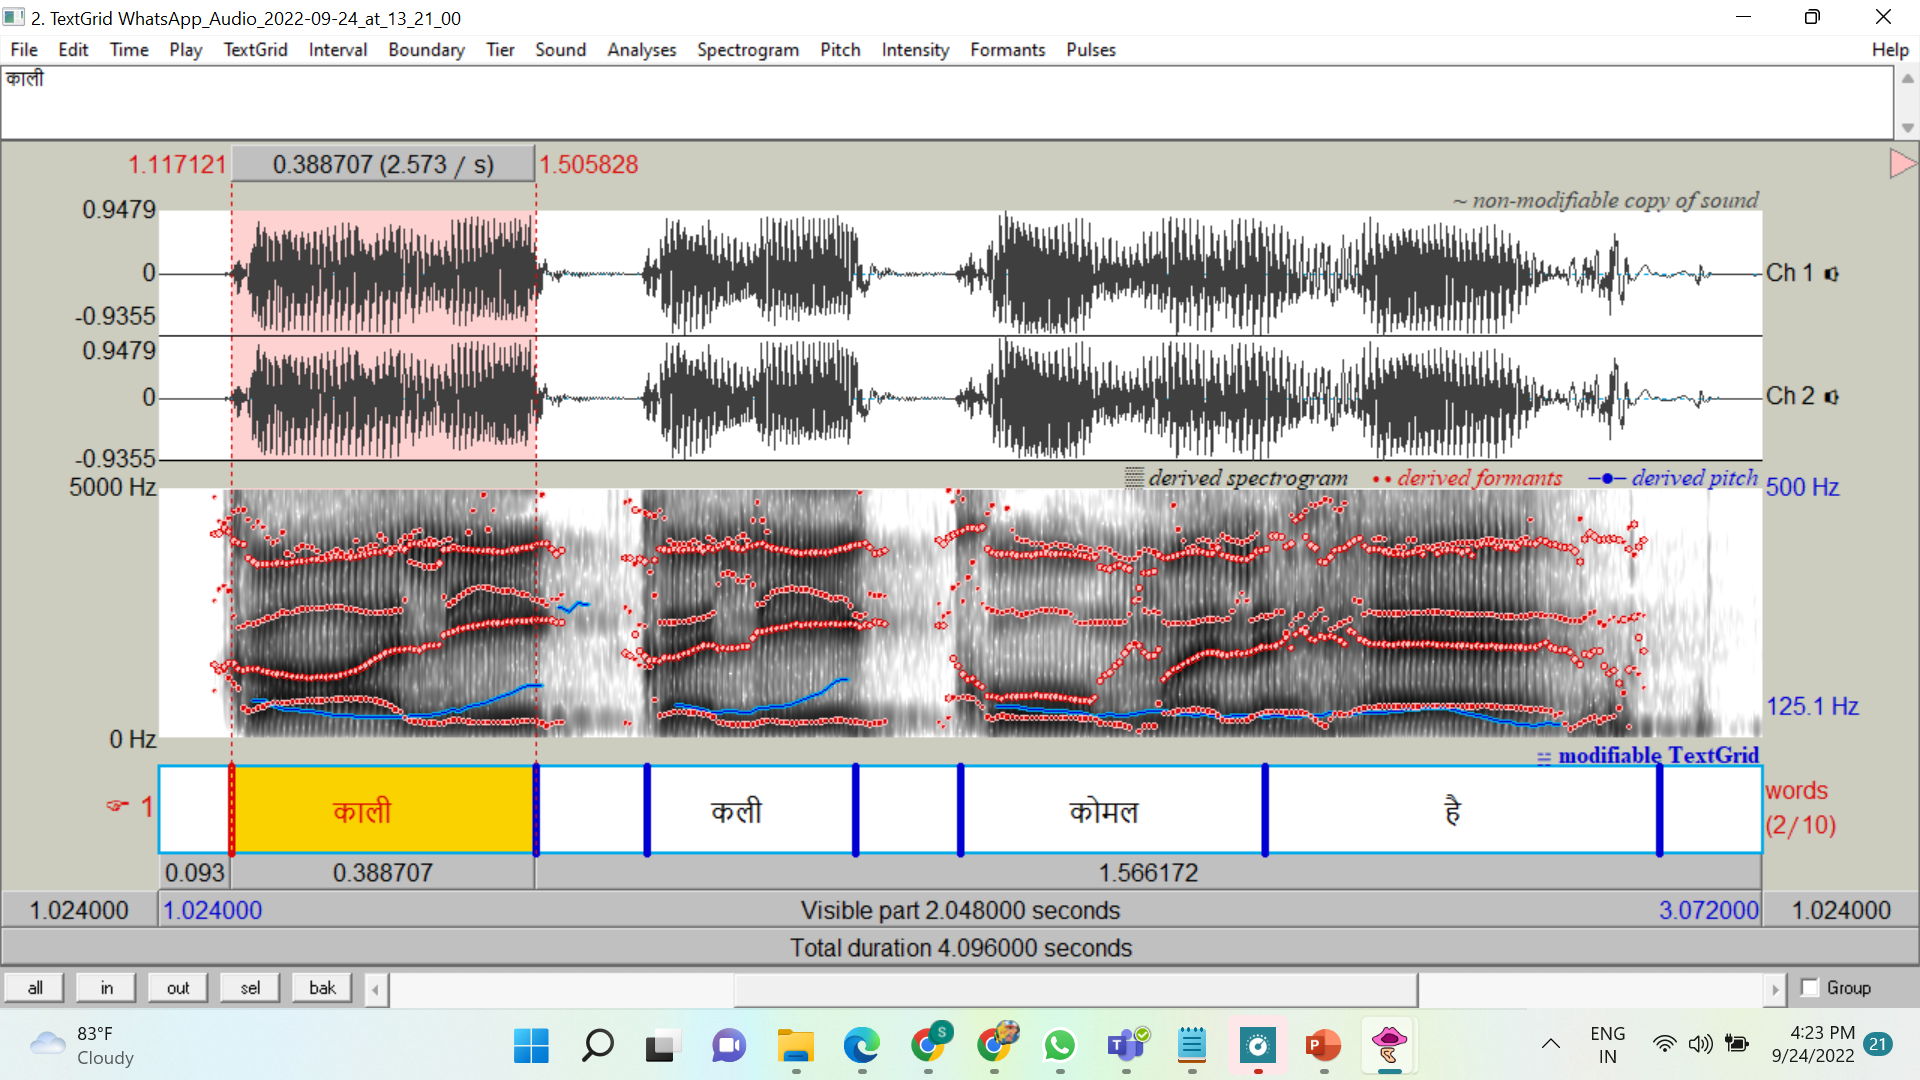 2. TextGrid WhatsApp_Audio_2022-09-24_at_13_21_00
File Edit Time Play TextGrid Interval Boundary Tier Sound Analyses Spectrogram Pitch Intensity Formants Pulses Help
काली
1.117121 0.388707 (2.573 / s) 1.505828
~ non-modifiable copy of sound
0.9479
0 Ch 1
-0.9355
0.9479
0 Ch 2
-0.9355
derived spectrogram derived formants derived pitch
5000 Hz 500 Hz
125.1 Hz
0 Hz
modifiable TextGrid
1 काली कली कोमल है words
(2/10)
0.093 0.388707 1.566172
1.024000 1.024000 Visible part 2.048000 seconds 3.072000 1.024000
Total duration 4.096000 seconds
all in out sel bak Group
83°F
Cloudy
S
T
P
ENG
IN
4:23 PM
9/24/2022
21